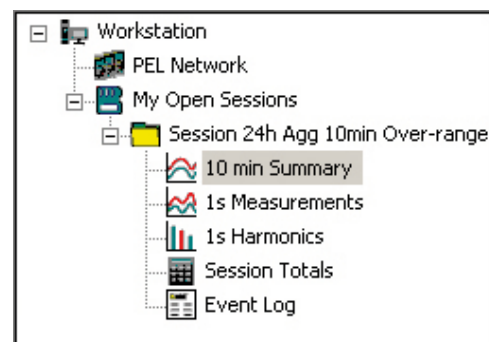 Workstation
PEL Network
My Open Sessions
Session 24h Agg 10min Over-range
10 min Summary
1s Measurements
1s Harmonics
Session Totals
Event Log